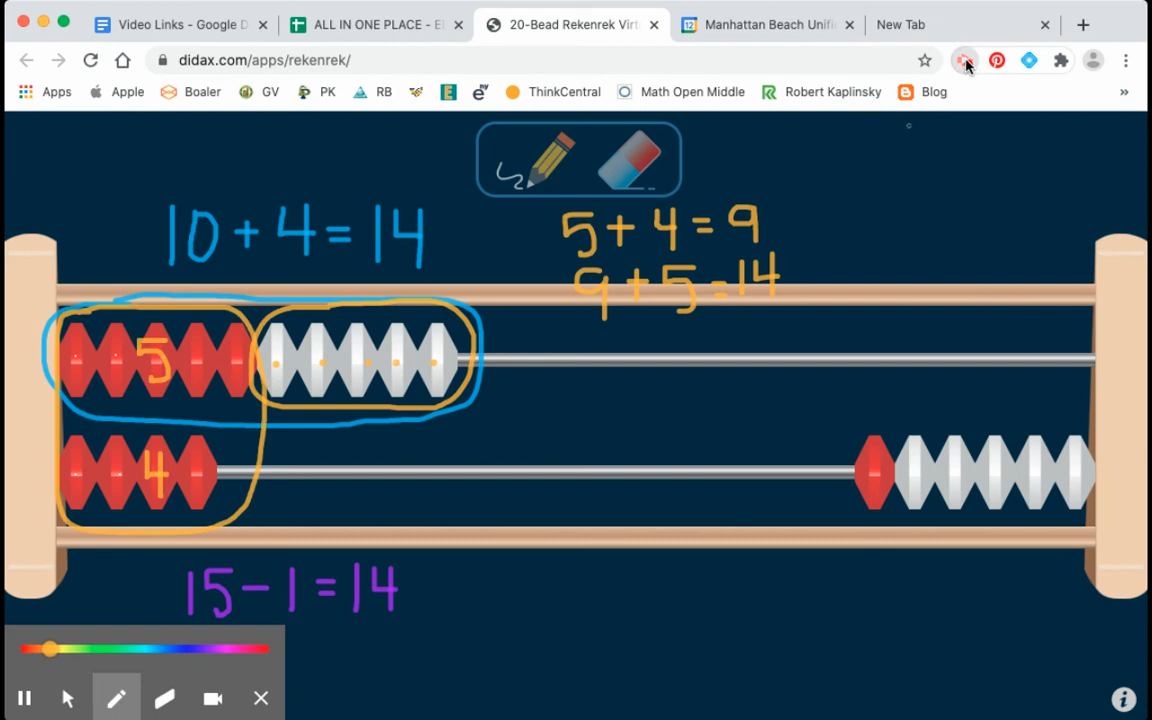 Video Links - Google D
ALL IN ONE PLACE - El
20-Bead Rekenrek Virt
12
Manhattan Beach Unifi
New Tab
didax.com/apps/rekenrek/
Apps
Apple
Boaler
GV
PK
RB
ThinkCentral
Math Open Middle
Robert Kaplinsky
Blog
»
10 + 4 = 14
5 + 4 = 9
9 + 5 = 14
5
4
15 - 1 = 14
i